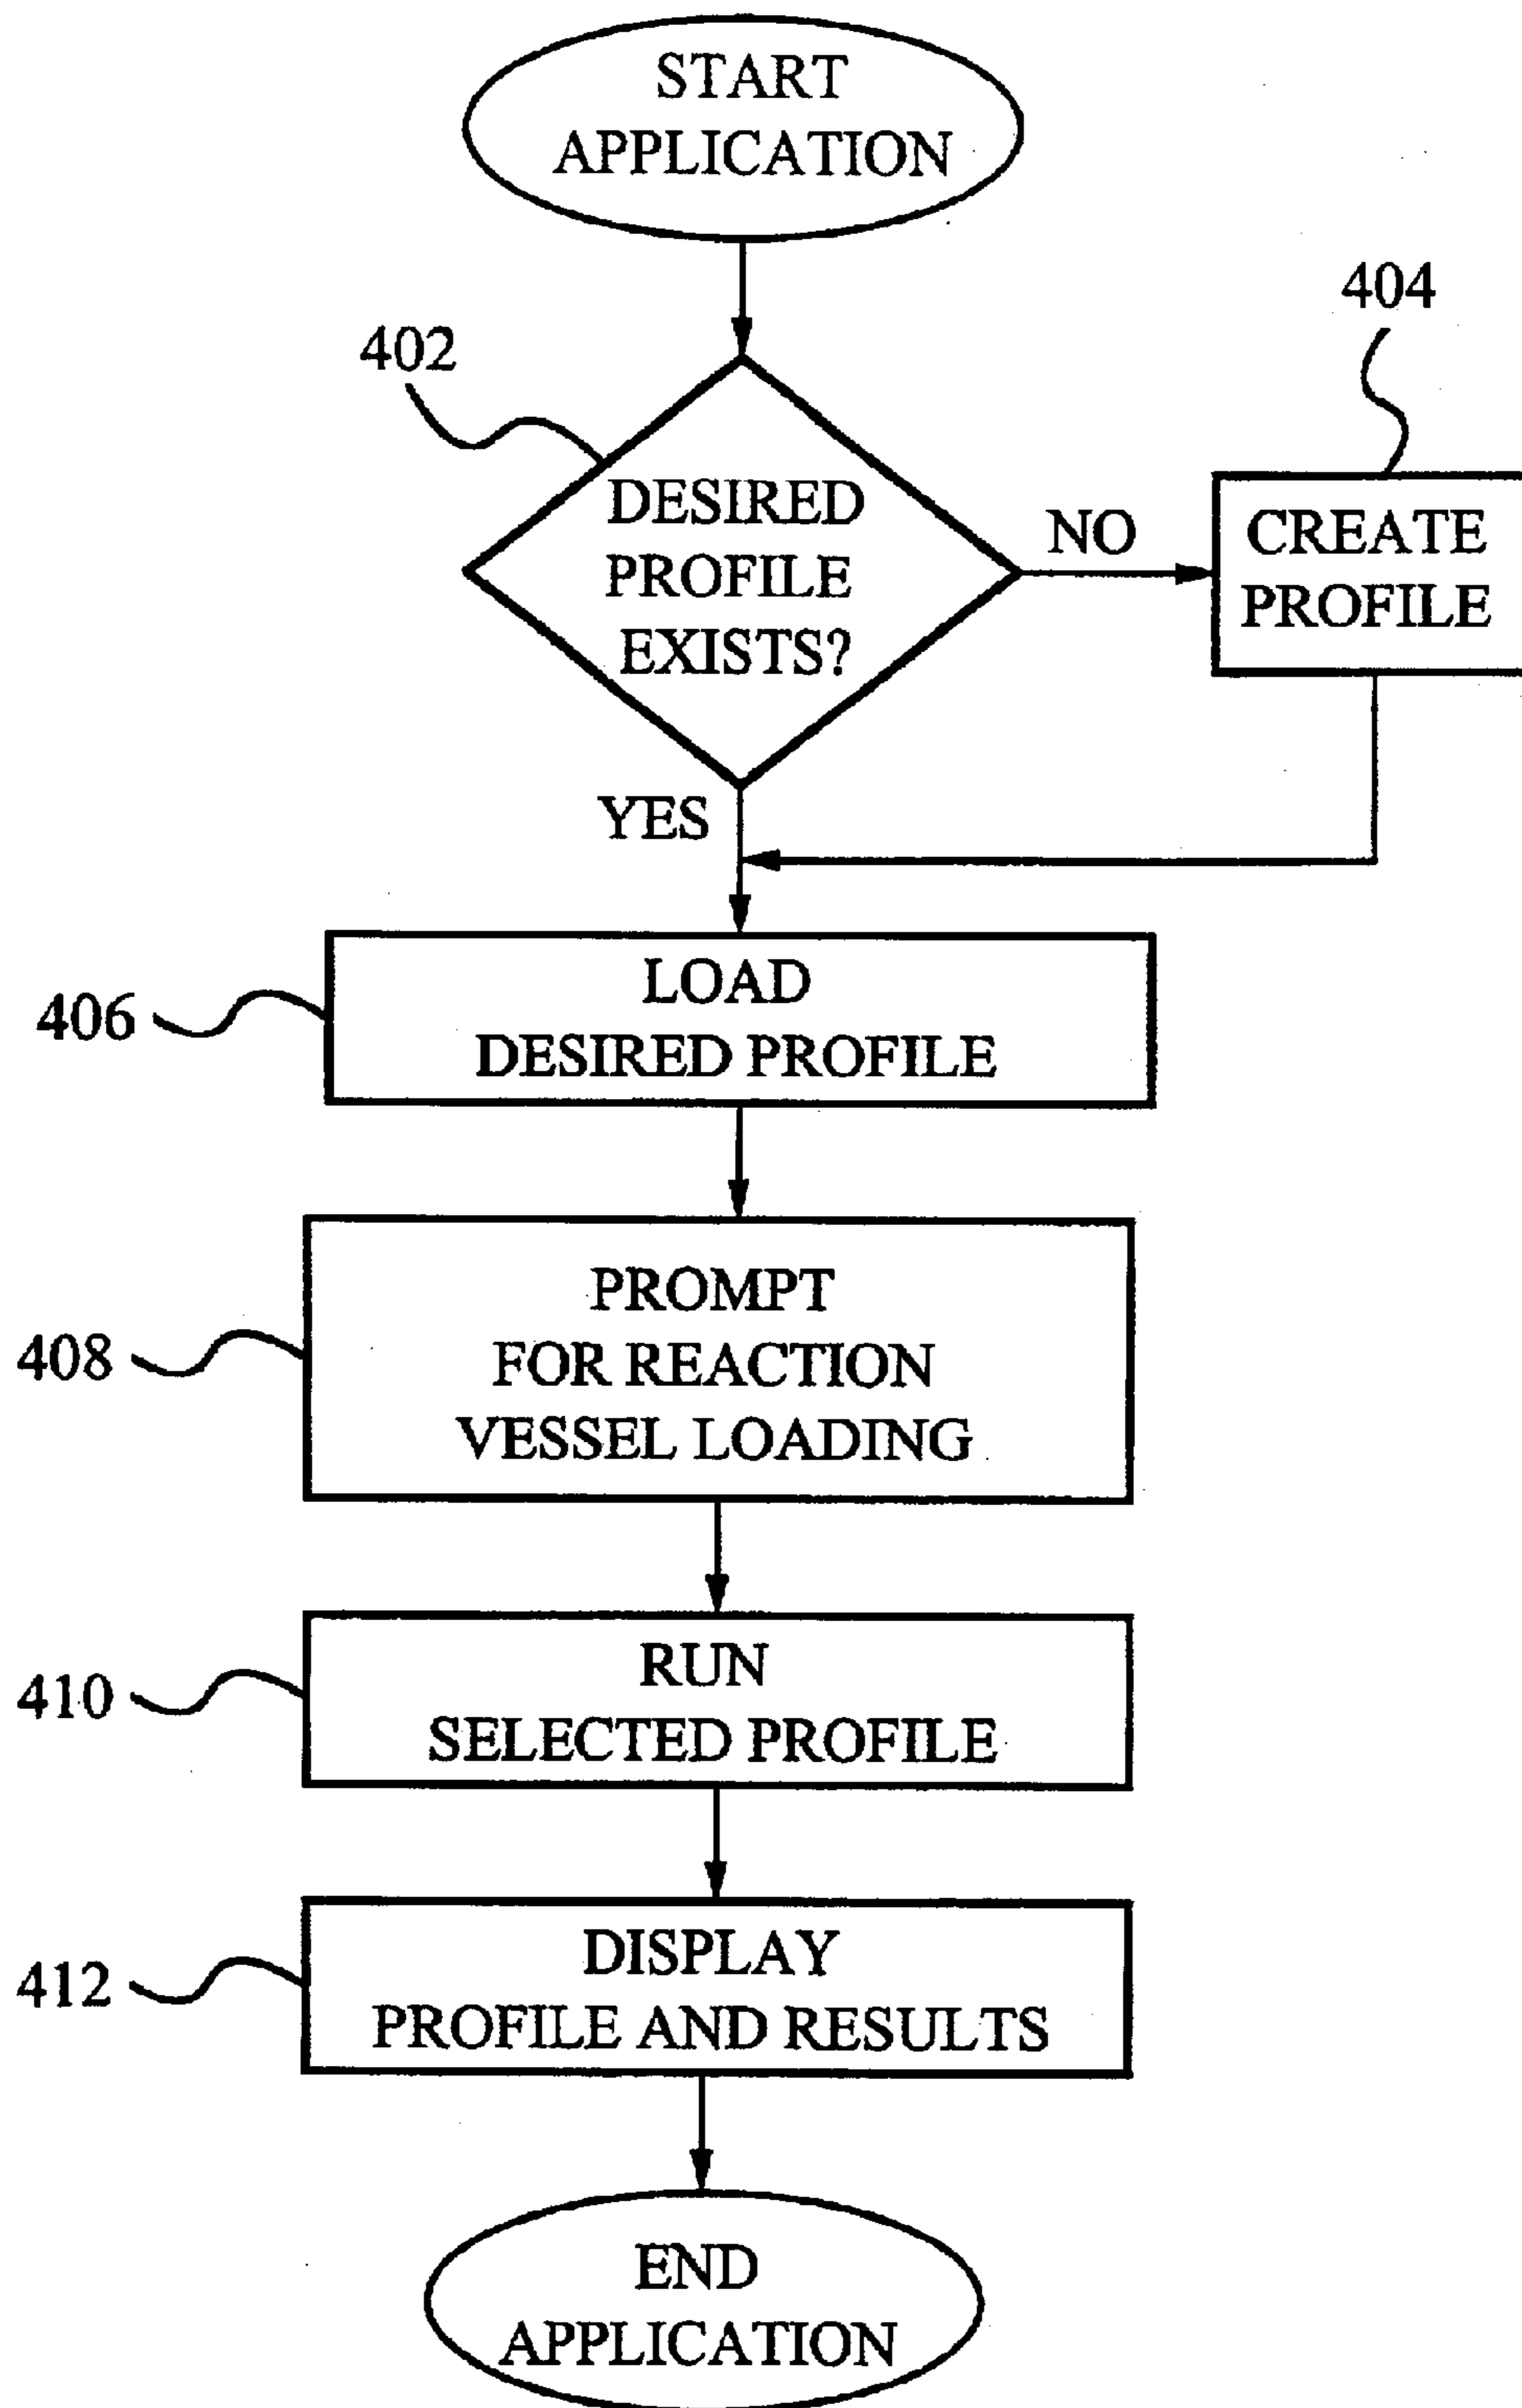 START
APPLICATION
404
402
DESIRED
PROFILE
EXISTS?
NO
CREATE
PROFILE
YES
LOAD
DESIRED PROFILE
406
PROMPT
FOR REACTION
VESSEL LOADING
408
RUN
SELECTED PROFILE
410
DISPLAY
PROFILE AND RESULTS
412
END
APPLICATION